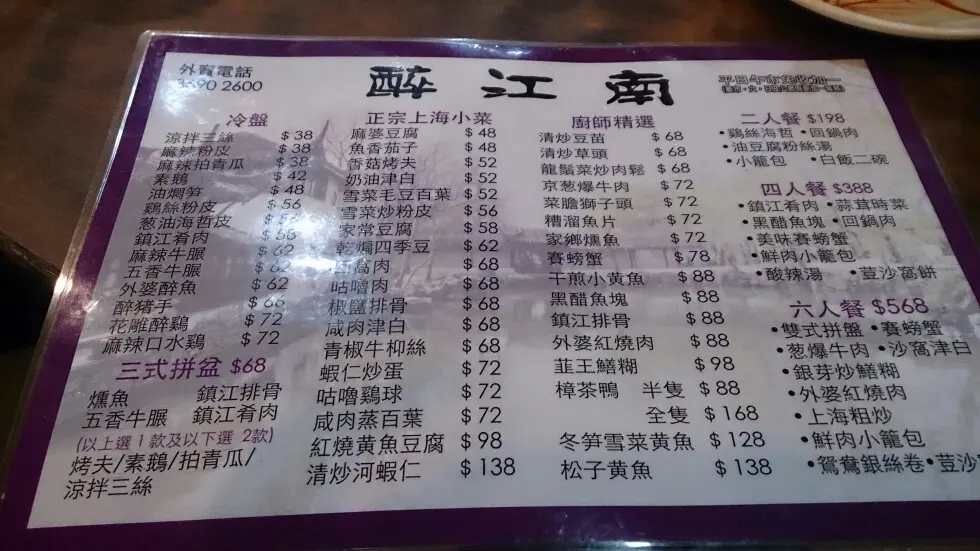 外賣電話
3690 2600
醉江南
冷盤
涼拌三絲 $38
麻辣粉皮 $38
麻辣拍青瓜 $38
素鵝 $42
油燜笋 $48
鷄絲粉皮 $56
葱油海哲皮
鎮江肴肉
麻辣牛𦟌 $62
五香牛𦟌 $62
外婆醉魚 $62
醉豬手 $66
花雕醉鷄 $72
麻辣口水鷄 $72
三式拼盆 $68
燻魚 鎮江排骨
五香牛𦟌 鎮江肴肉
(以上選1款及以下選 2款)
烤夫/素鵝/拍青瓜/
涼拌三絲
正宗上海小菜
麻婆豆腐 $48
魚香茄子 $48
香菇烤夫 $52
奶油津白 $52
雪菜毛豆百葉 $52
雪菜炒粉皮 $56
家常豆腐 $58
乾煸四季豆 $62
窩肉 $68
咕嚕肉 $68
椒鹽排骨 $68
咸肉津白 $68
青椒牛柳絲 $68
蝦仁炒蛋 $72
咕嚕鷄球 $72
咸肉蒸百葉 $72
紅燒黃魚豆腐 $98
清炒河蝦仁 $138
廚師精選
清炒豆苗 $68
清炒草頭 $68
龍鬚菜炒肉鬆 $68
京葱爆牛肉 $72
菜膽獅子頭 $72
糟溜魚片 $72
家鄉燻魚 $72
賽螃蟹 $78
干煎小黃魚 $88
黑醋魚塊 $88
鎮江排骨 $88
外婆紅燒肉 $88
韮王鱔糊 $98
樟茶鴨 半隻 $88
全隻 $168
冬笋雪菜黃魚 $128
松子黃魚 $138
二人餐 $198
•鷄絲海哲 •回鍋肉
•油豆腐粉絲湯
•小籠包 •白飯二碗
四人餐 $388
•鎮江肴肉 •蒜茸時菜
•黑醋魚塊 •回鍋肉
•美味賽螃蟹
•鮮肉小籠包
•酸辣湯 •荳沙窩餅
六人餐 $568
•雙式拼盤 •賽螃蟹
•葱爆牛肉 •沙窩津白
•銀芽炒鱔糊
•外婆紅燒肉
•上海粗炒
•鮮肉小籠包
•鴛鴦銀絲卷 •荳沙